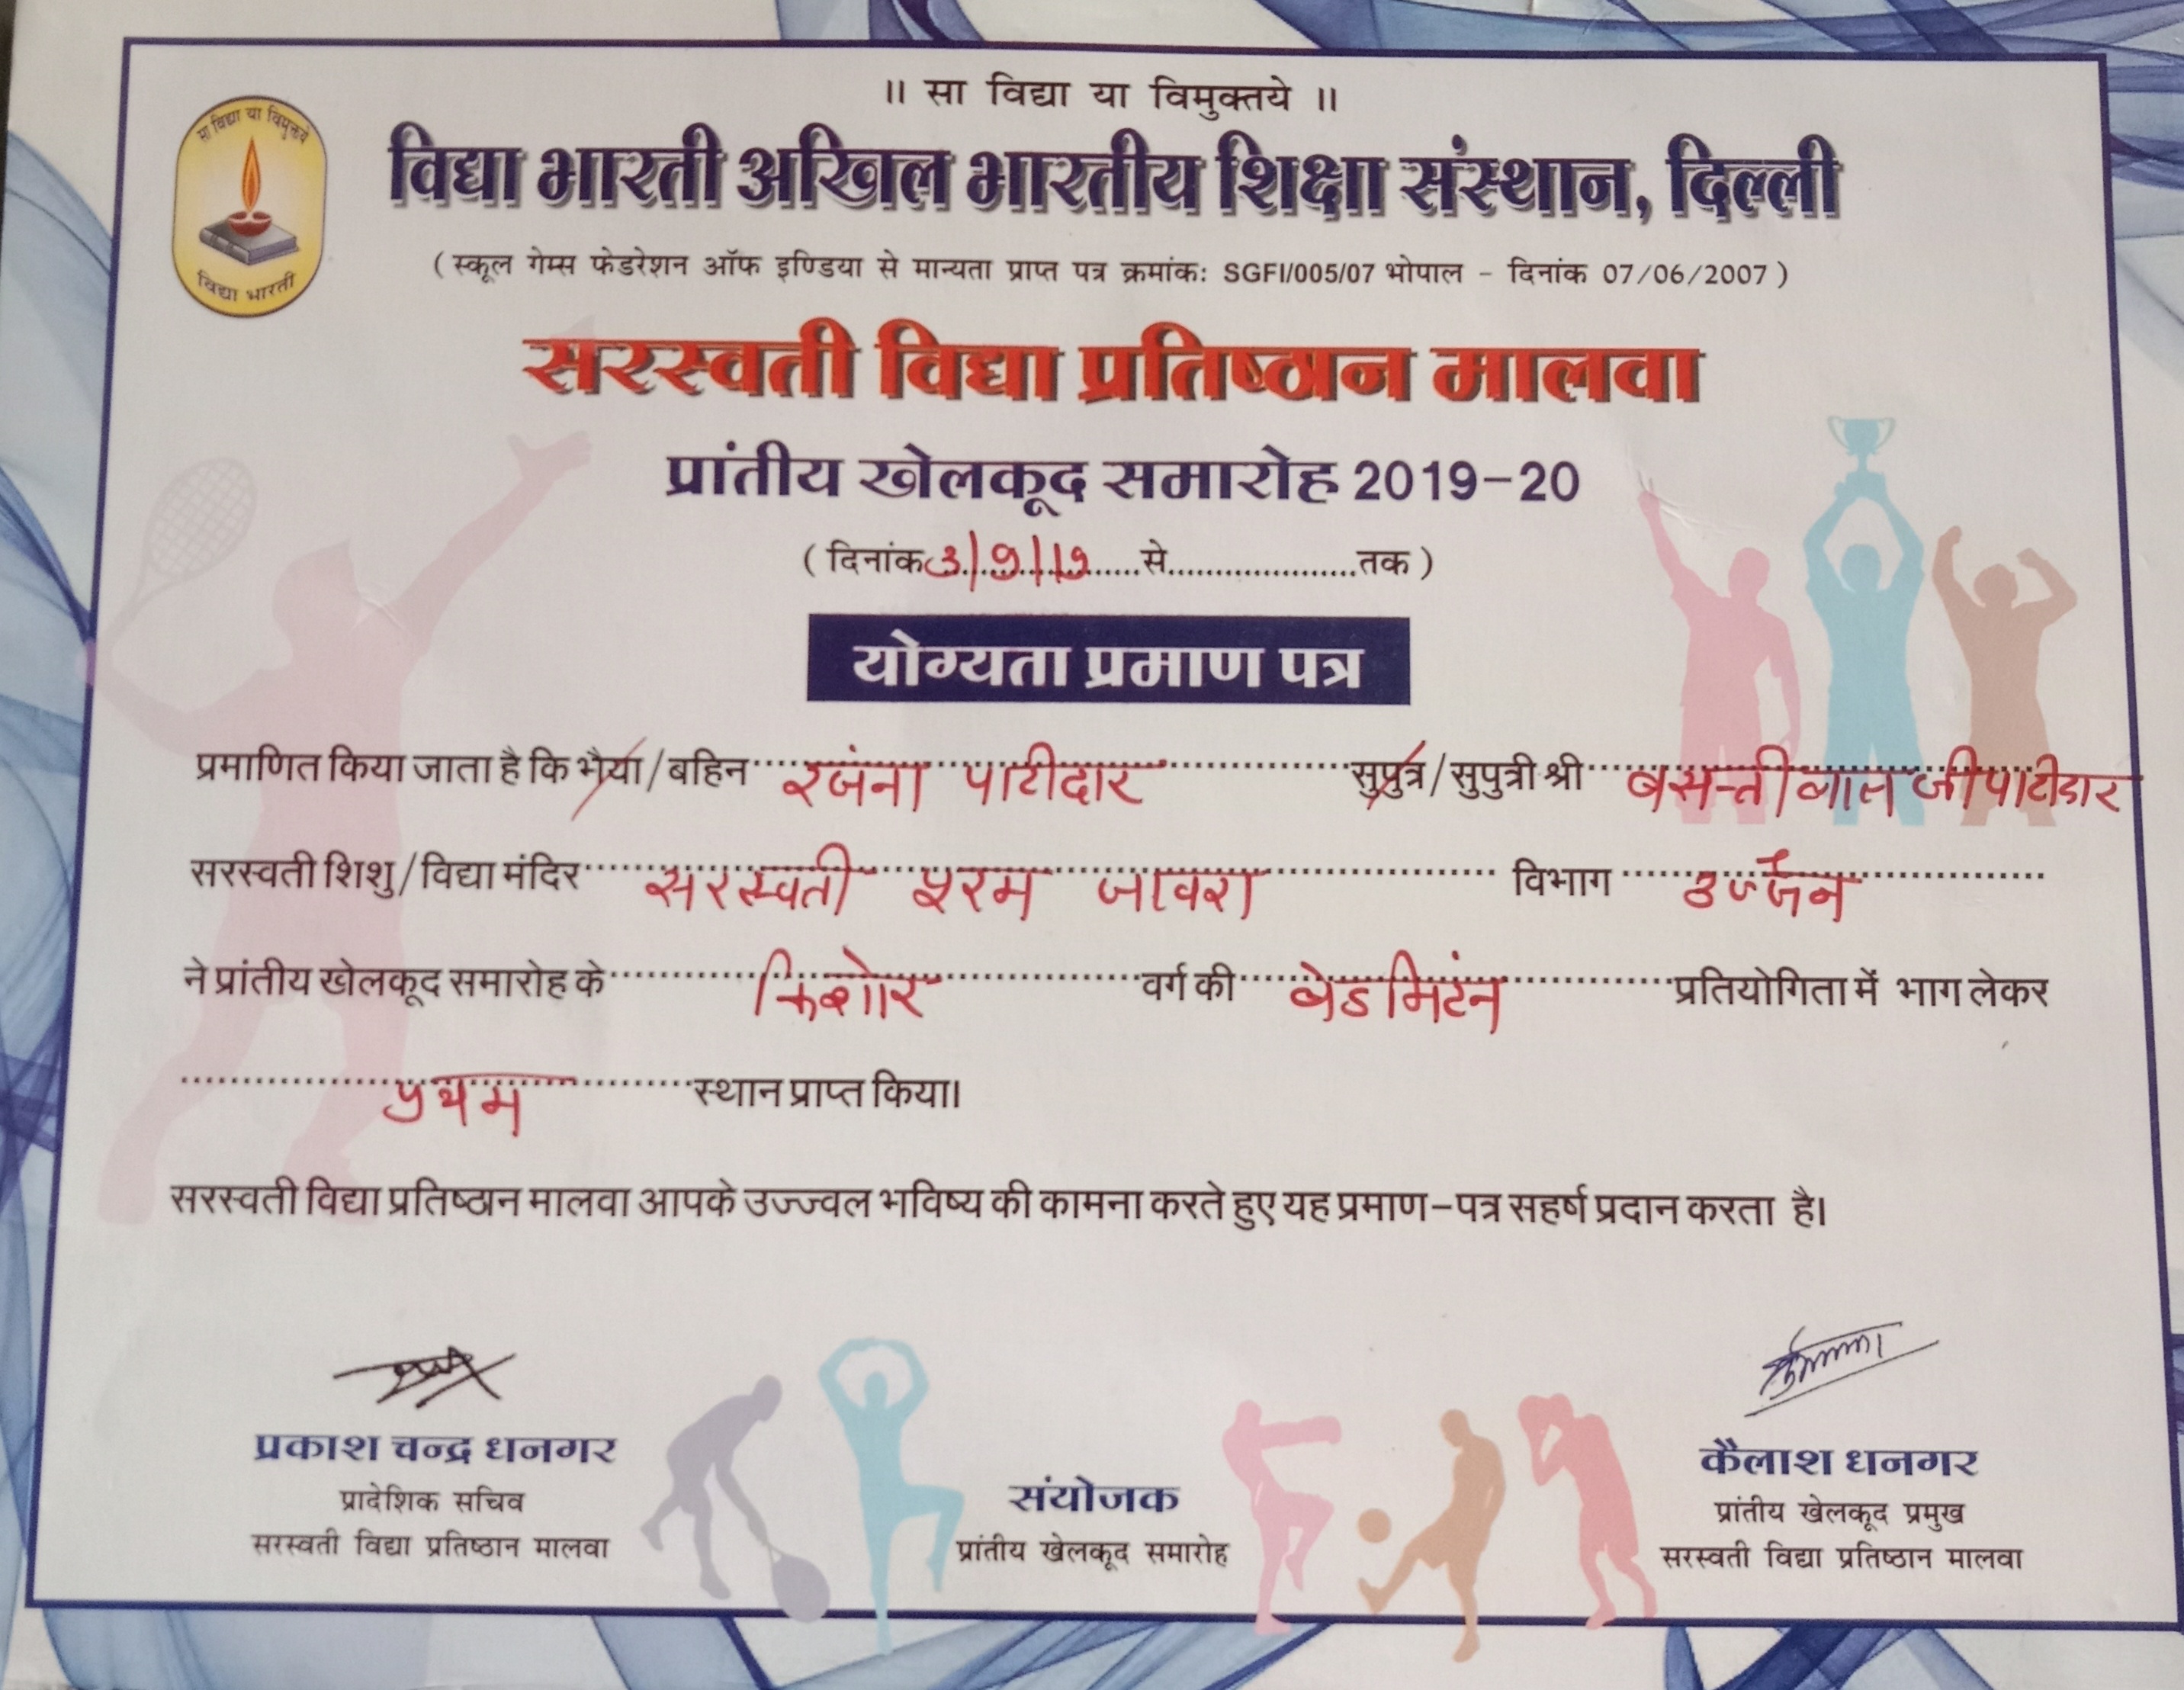 ॥ सा विद्या या विमुक्तये ॥
सा विद्या या विमुक्तये
विद्या भारती
विद्या भारती अखिल भारतीय शिक्षा संस्थान, दिल्ली
( स्कूल गेम्स फेडरेशन ऑफ इण्डिया से मान्यता प्राप्त पत्र क्रमांक: SGFI/005/07 भोपाल - दिनांक 07/06/2007 )
सरस्वती विद्या प्रतिष्ठान मालवा
प्रांतीय खेलकूद समारोह 2019-20
( दिनांक 3/9/19 से....................तक )
योग्यता प्रमाण पत्र
प्रमाणित किया जाता है कि भैया/बहिन रंजना पाटीदार सुपुत्र/सुपुत्री श्री बसन्तीलाल जी पाटीदार
सरस्वती शिशु/विद्या मंदिर सरस्वती जावरा विभाग उज्जैन
ने प्रांतीय खेलकूद समारोह के किशोर वर्ग की बेडमिंटन प्रतियोगिता में भाग लेकर
प्रथम स्थान प्राप्त किया।
सरस्वती विद्या प्रतिष्ठान मालवा आपके उज्ज्वल भविष्य की कामना करते हुए यह प्रमाण-पत्र सहर्ष प्रदान करता है।
प्रकाश चन्द्र धनगर
प्रादेशिक सचिव
सरस्वती विद्या प्रतिष्ठान मालवा
संयोजक
प्रांतीय खेलकूद समारोह
कैलाश धनगर
प्रांतीय खेलकूद प्रमुख
सरस्वती विद्या प्रतिष्ठान मालवा